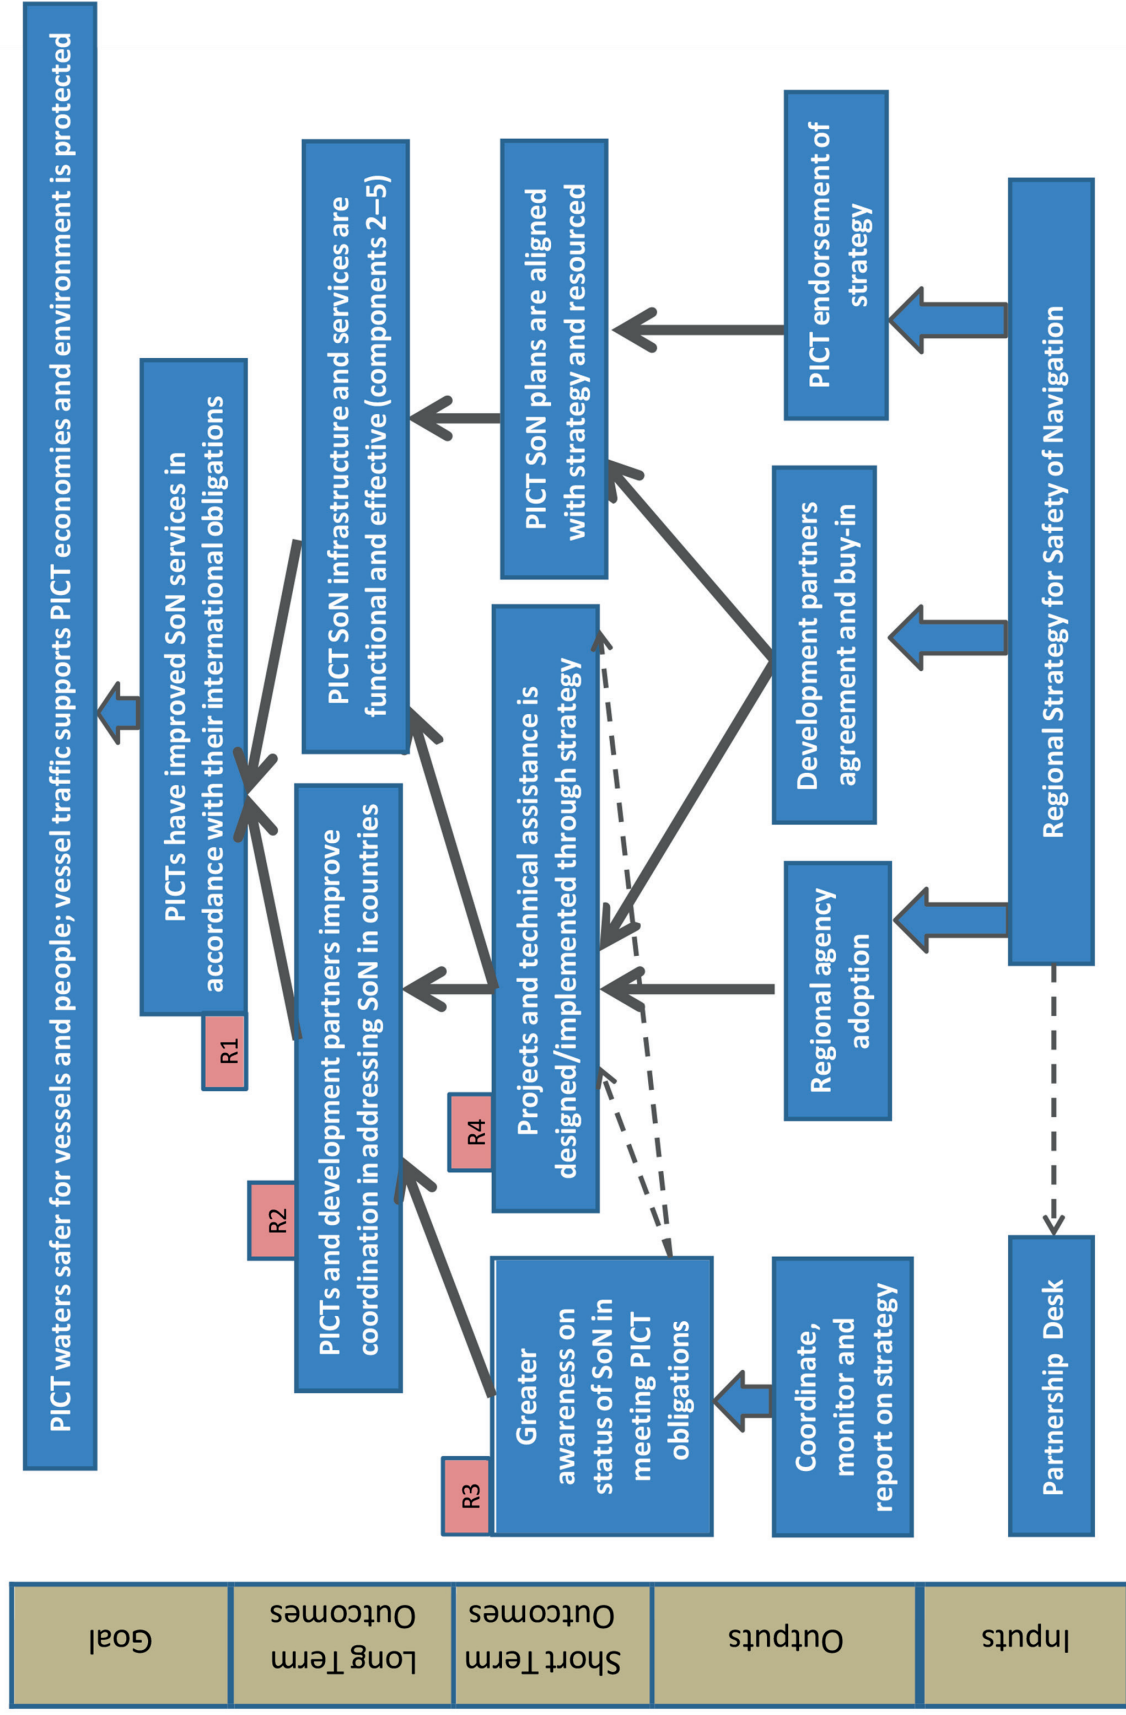 PICT waters safer for vessels and people; vessel traffic supports PICT economies and environment is protected
Goal
PICTs have improved SoN services in
accordance with their international obligations
R1
Long Term
Outcomes
R2
PICTs and development partners improve
coordination in addressing SoN in countries
PICT SoN infrastructure and services are
functional and effective (components 2–5)
Short Term
Outcomes
R3
Greater
awareness on
status of SoN in
meeting PICT
obligations
R4
Projects and technical assistance is
designed/implemented through strategy
PICT SoN plans are aligned
with strategy and resourced
Outputs
Coordinate,
monitor and
report on strategy
Regional agency
adoption
Development partners
agreement and buy-in
PICT endorsement of
strategy
Inputs
Partnership Desk
Regional Strategy for Safety of Navigation